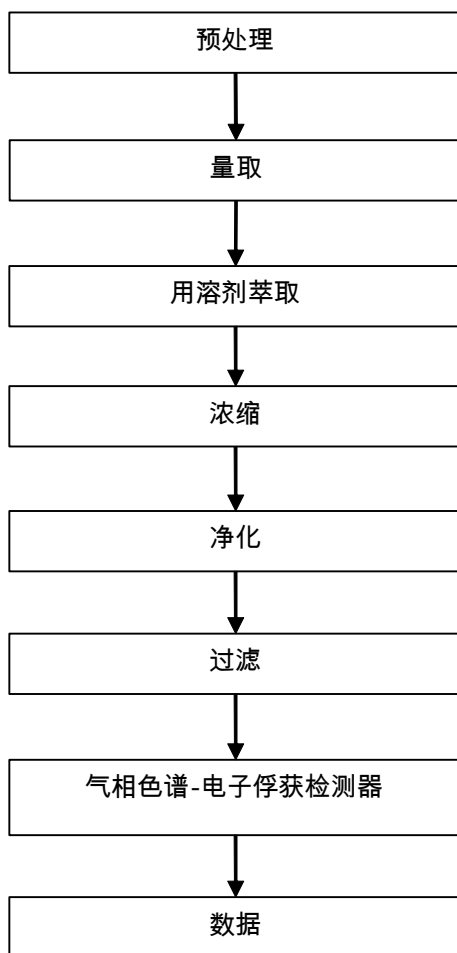 预处理
量取
用溶剂萃取
浓缩
净化
过滤
气相色谱-电子俘获检测器
数据